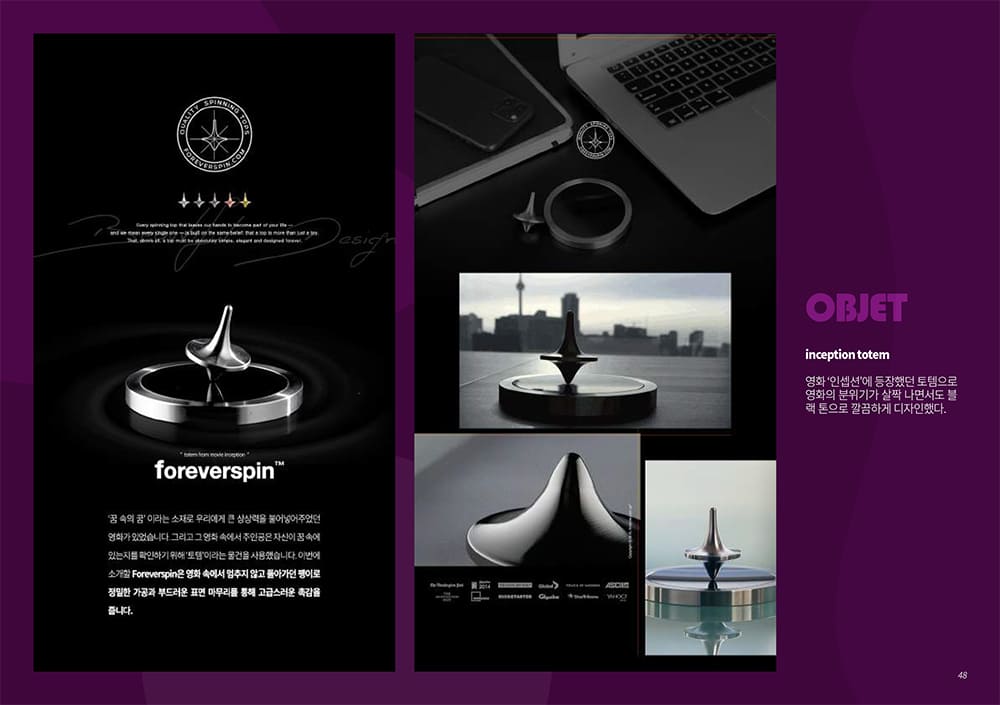 QUALITY SPINNING TOPS
FOREVERSPIN.COM
Every spinning top that leaves our hands to become part of your life —
and we mean every single one — is built on the same belief: that a top is more than just a toy.
That, above all, a top must be absolutely simple, elegant and designed forever.
Design
" totem from movie inception "
foreverspin™
'꿈 속의 꿈' 이라는 소재로 우리에게 큰 상상력을 불어넣어주었던
영화가 있었습니다. 그리고 그 영화 속에서 주인공은 자신이 꿈 속에
있는지를 확인하기 위해 '토템'이라는 물건을 사용했습니다. 이번에
소개할 Foreverspin은 영화 속에서 멈추지 않고 돌아가던 팽이로
정밀한 가공과 부드러운 표면 마무리를 통해 고급스러운 촉감을
줍니다.
The Washington Post
2014
Global
TOUCH OF MODERN
KICKSTARTER
Gizmodo
YAHOO!
OBJET
inception totem
영화 '인셉션'에 등장했던 토템으로
영화의 분위기가 살짝 나면서도 블
랙 톤으로 깔끔하게 디자인했다.
48